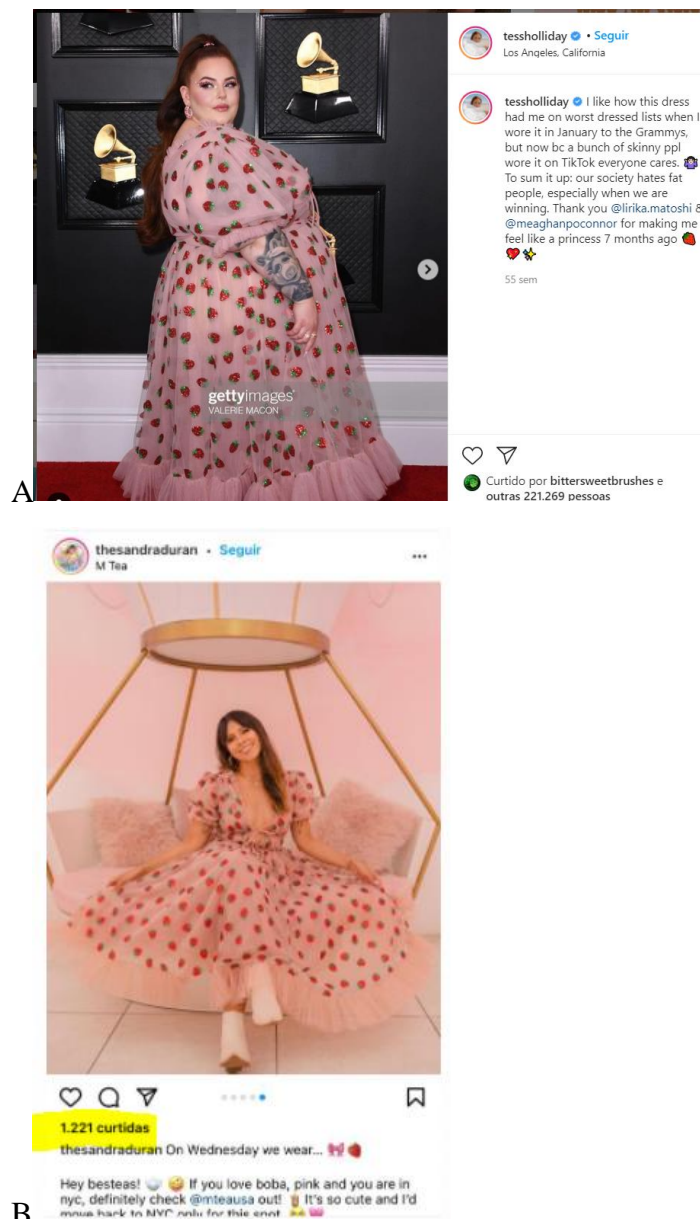 tessholliday • Seguir
Los Angeles, California
tessholliday I like how this dress
had me on worst dressed lists when I
wore it in January to the Grammys,
but now bc a bunch of skinny ppl
wore it on TikTok everyone cares. 🤷🏻‍♀️
To sum it up: our society hates fat
people, especially when we are
winning. Thank you @lirika.matoshi &
@meaghanpoconnor for making me
feel like a princess 7 months ago 🍓
💖✨
55 sem
gettyimages®
VALERIE MACON
Curtido por bittersweetbrushes e
outras 221.269 pessoas
A
thesandraduran • Seguir
M Tea
1.221 curtidas
thesandraduran On Wednesday we wear... 🎀🍓
Hey besteas! If you love boba, pink and you are in
nyc, definitely check @mteausa out! 🧋 It's so cute and I'd
move back to NYC only for this spot.
B